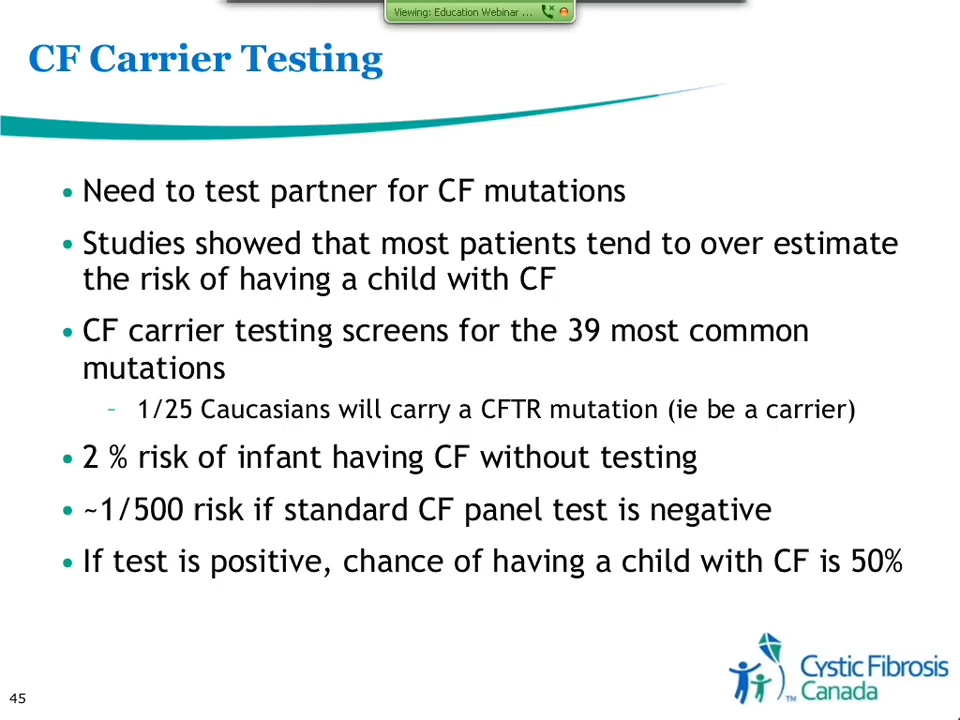 Viewing: Education Webinar ...
CF Carrier Testing
• Need to test partner for CF mutations
• Studies showed that most patients tend to over estimate
the risk of having a child with CF
• CF carrier testing screens for the 39 most common
mutations
– 1/25 Caucasians will carry a CFTR mutation (ie be a carrier)
• 2 % risk of infant having CF without testing
• ~1/500 risk if standard CF panel test is negative
• If test is positive, chance of having a child with CF is 50%
Cystic Fibrosis
™ Canada
45